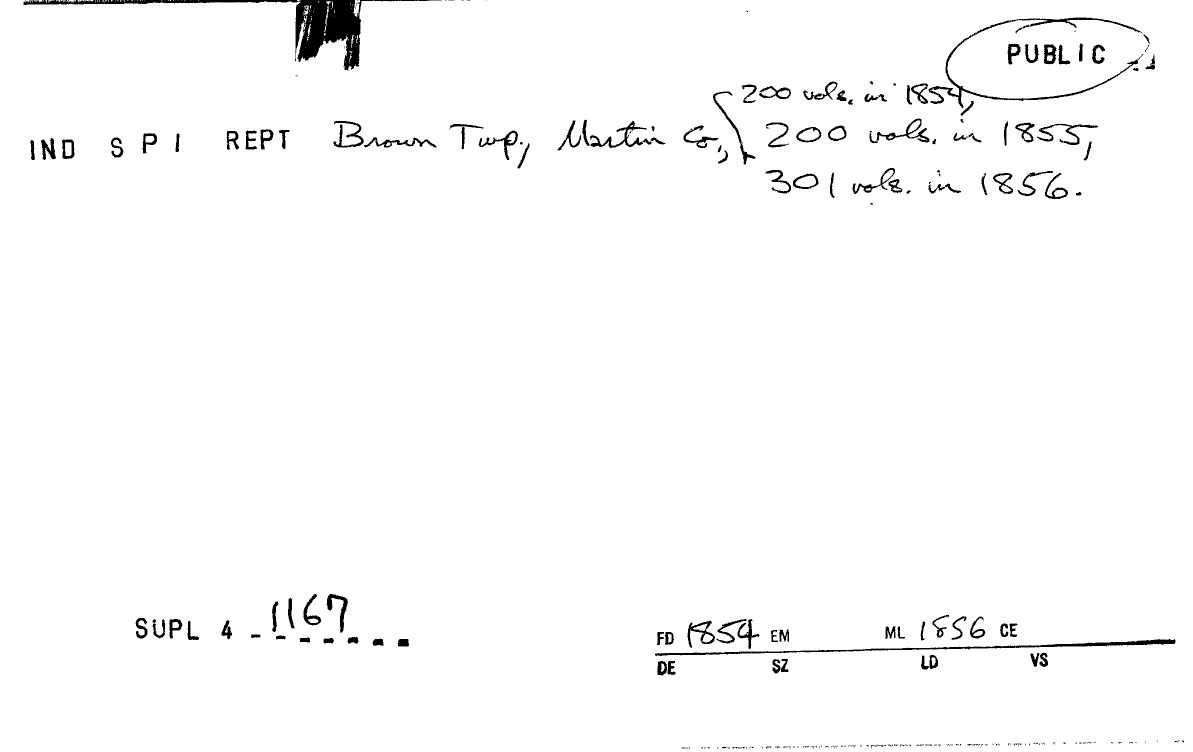 PUBLIC
200 vols. in 1854,
IND S P I REPT Brown Twp., Martin Co., 200 vols. in 1855,
301 vols. in 1856.
SUPL 4 - 1167
FD 1854 EM ML 1856 CE
DE SZ LD VS